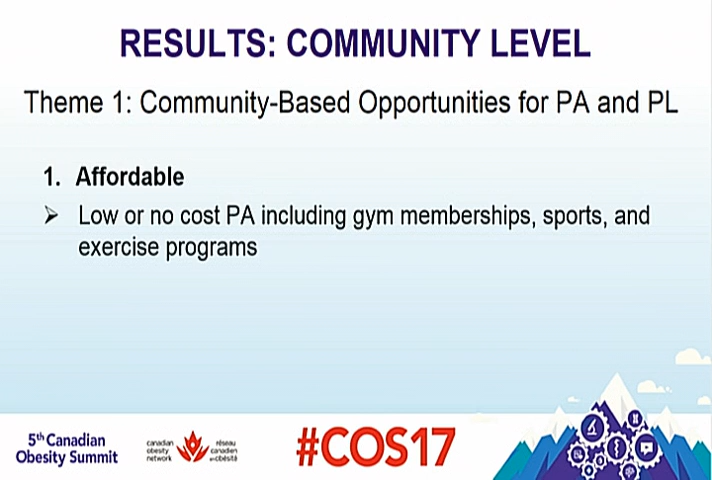 RESULTS: COMMUNITY LEVEL
Theme 1: Community-Based Opportunities for PA and PL
1. Affordable
Low or no cost PA including gym memberships, sports, and
exercise programs
5th Canadian
Obesity Summit
canadian
obesity
network
réseau
canadien
en obésité
#COS17